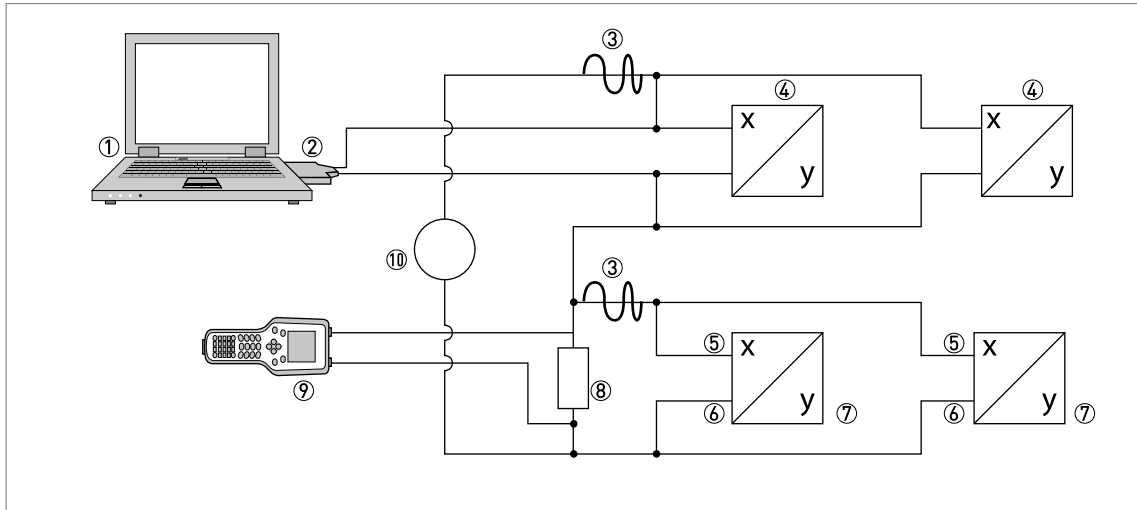 ③
④
④
x
x
①
②
y
y
⑩
③
⑤
x
⑤
x
⑨
⑧
⑥
y
⑦
⑥
y
⑦